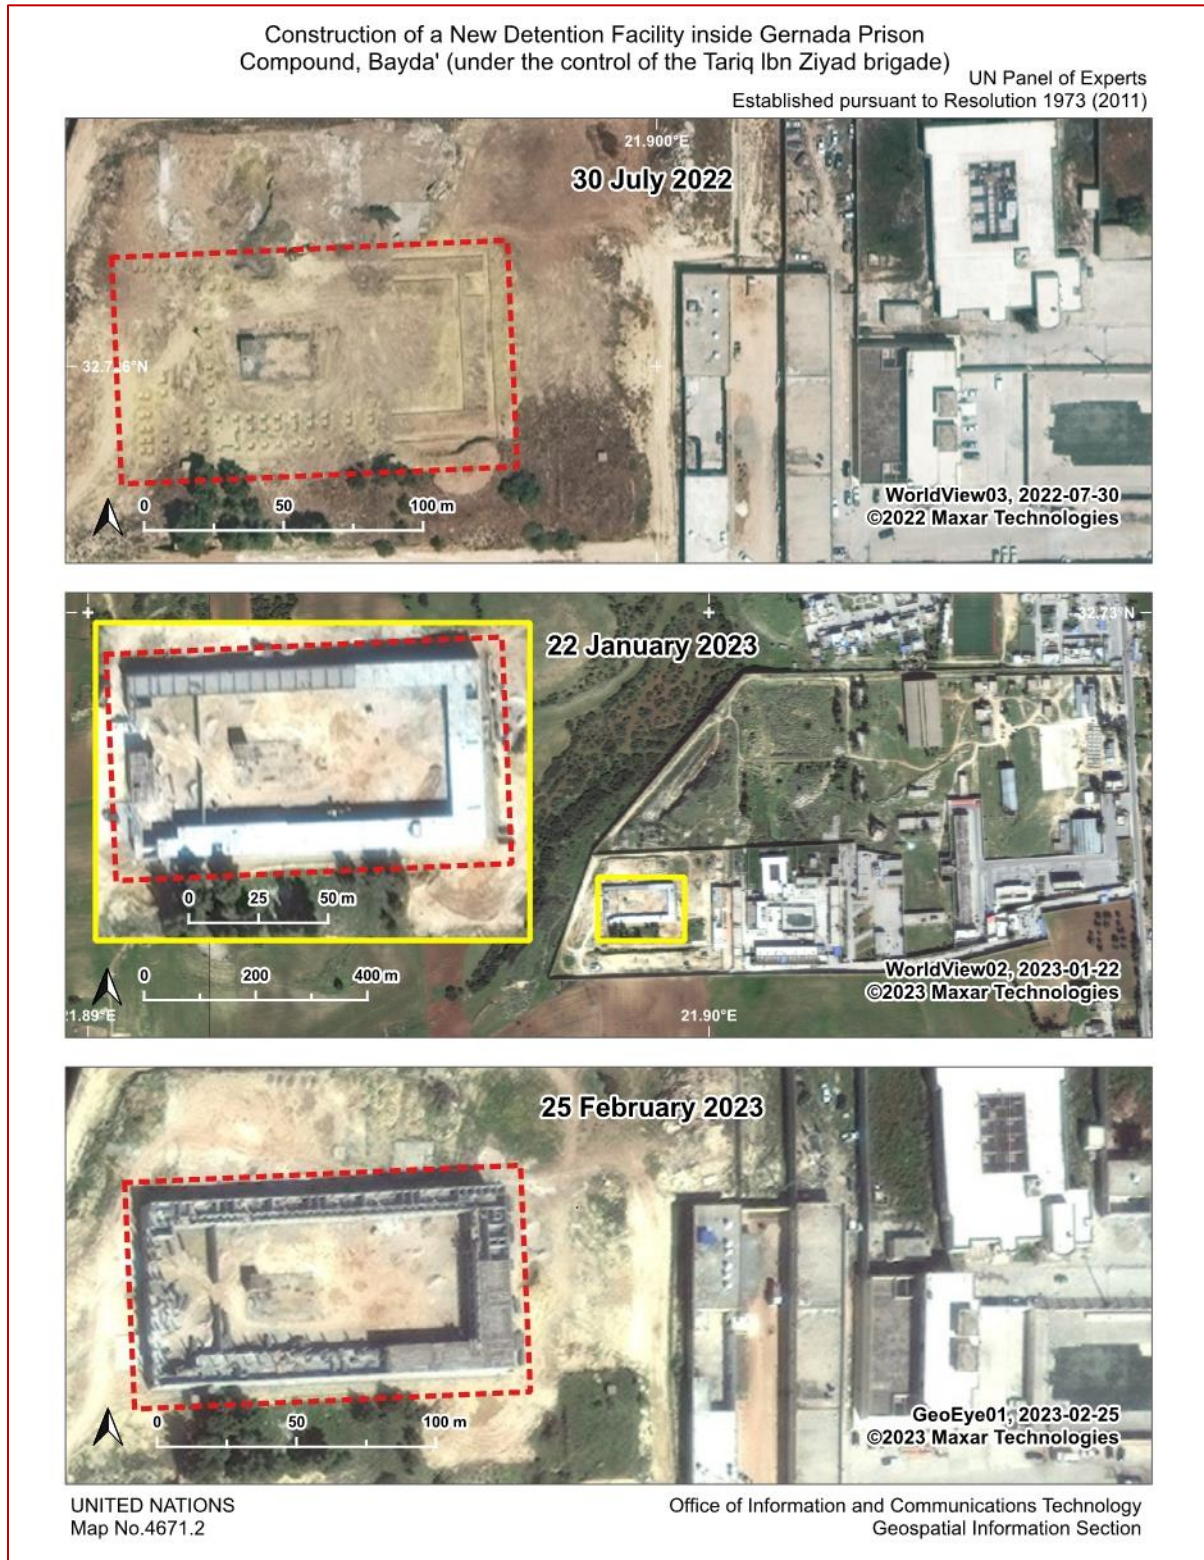 Construction of a New Detention Facility inside Gernada Prison
Compound, Bayda' (under the control of the Tariq Ibn Ziyad brigade)
UN Panel of Experts
Established pursuant to Resolution 1973 (2011)
21.900°E
30 July 2022
0 50 100 m
WorldView03, 2022-07-30
©2022 Maxar Technologies
22 January 2023
32.73°N
0 25 50 m
0 200 400 m
WorldView02, 2023-01-22
©2023 Maxar Technologies
21.89°E
21.90°E
25 February 2023
0 50 100 m
GeoEye01, 2023-02-25
©2023 Maxar Technologies
UNITED NATIONS
Map No.4671.2
Office of Information and Communications Technology
Geospatial Information Section